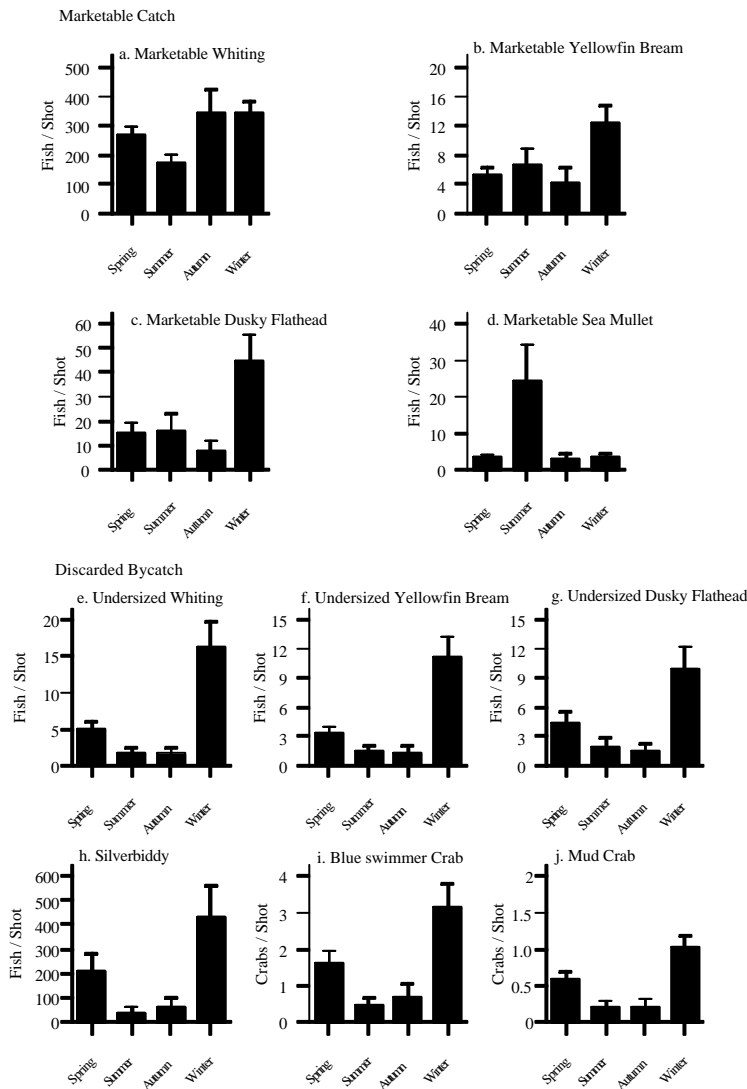 Marketable Catch
a. Marketable Whiting
500
400
300
200
100
0
Fish / Shot
Spring
Summer
Autumn
Winter
b. Marketable Yellowfin Bream
20
16
12
8
4
0
Fish / Shot
Spring
Summer
Autumn
Winter
c. Marketable Dusky Flathead
60
50
40
30
20
10
0
Fish / Shot
Spring
Summer
Autumn
Winter
d. Marketable Sea Mullet
40
30
20
10
0
Fish / Shot
Spring
Summer
Autumn
Winter
Discarded Bycatch
e. Undersized Whiting
20
15
10
5
0
Fish / Shot
Spring
Summer
Autumn
Winter
f. Undersized Yellowfin Bream
15
12
9
6
3
0
Fish / Shot
Spring
Summer
Autumn
Winter
g. Undersized Dusky Flathead
15
12
9
6
3
0
Fish / Shot
Spring
Summer
Autumn
Winter
h. Silverbiddy
600
500
400
300
200
100
0
Fish / Shot
Spring
Summer
Autumn
Winter
i. Blue swimmer Crab
4
3
2
1
0
Crabs / Shot
Spring
Summer
Autumn
Winter
j. Mud Crab
2
1.5
1.0
0.5
0
Crabs / Shot
Spring
Summer
Autumn
Winter